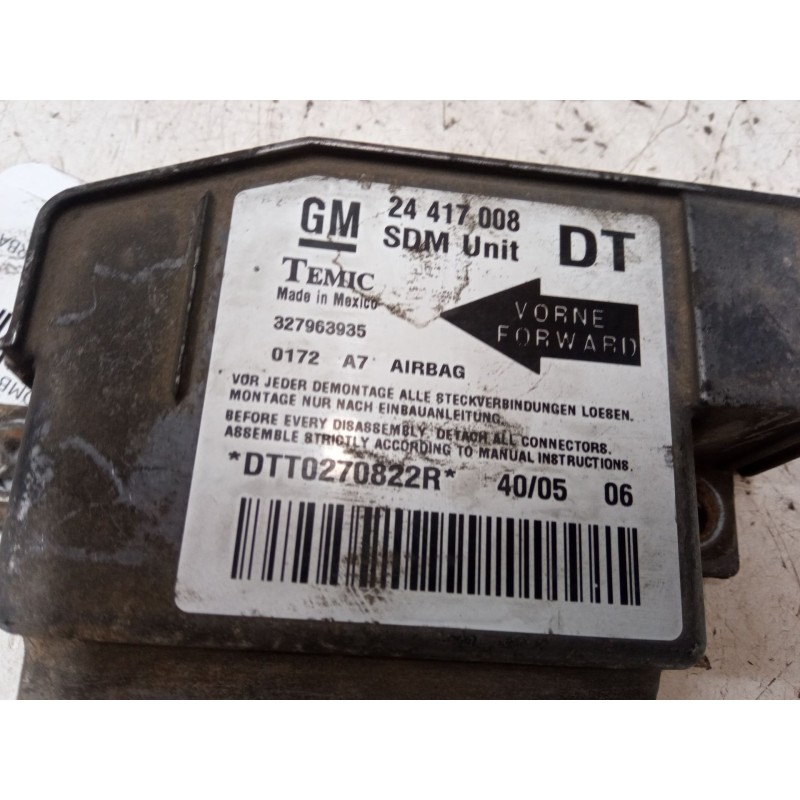 GM 24 417 008 DT
SDM Unit
TEMIC
Made in Mexico
VORNE
FORWARD
327963935
0172 A7 AIRBAG
VOR JEDER DEMONTAGE ALLE STECKVERBINDUNGEN LOESEN.
MONTAGE NUR NACH EINBAUANLEITUNG.
BEFORE EVERY DISASSEMBLY, DETACH ALL CONNECTORS.
ASSEMBLE STRICTLY ACCORDING TO MANUAL INSTRUCTIONS.
*DTT0270822R* 40/05 06